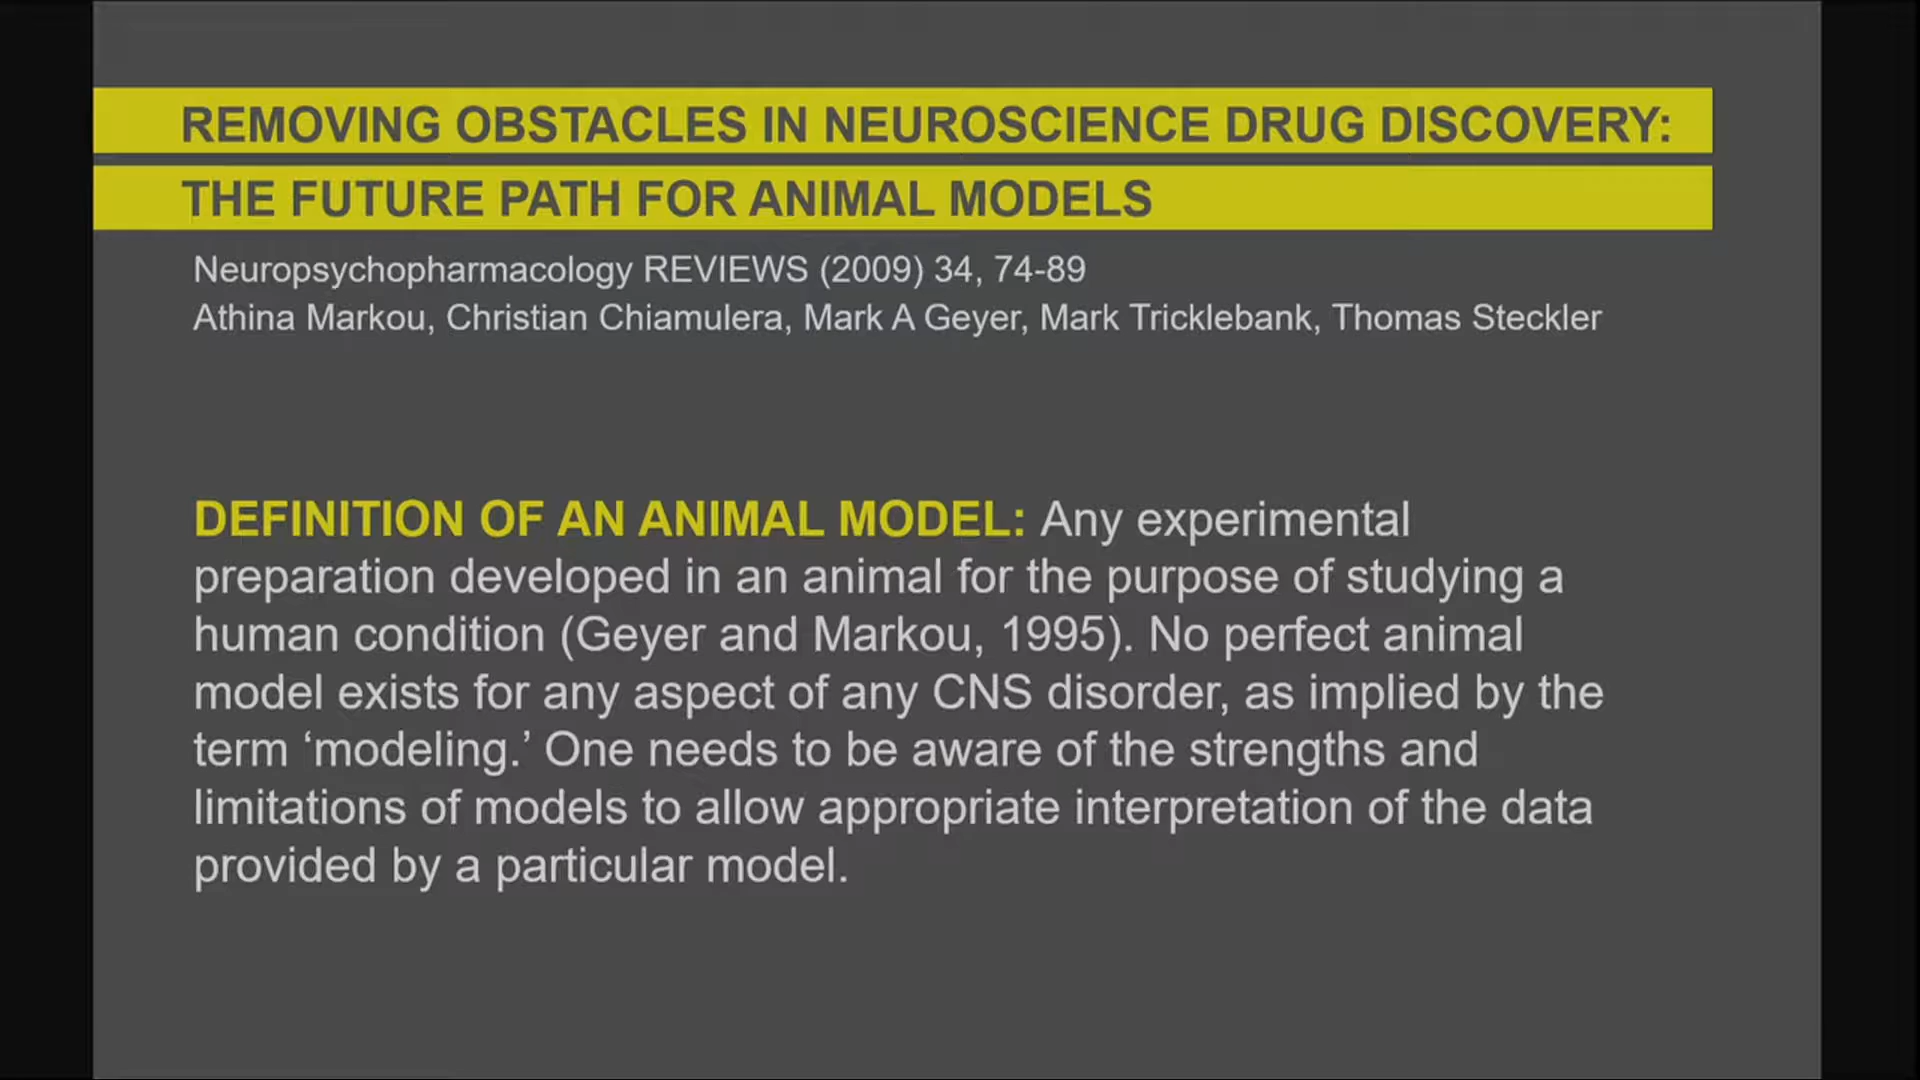 REMOVING OBSTACLES IN NEUROSCIENCE DRUG DISCOVERY:
THE FUTURE PATH FOR ANIMAL MODELS
Neuropsychopharmacology REVIEWS (2009) 34, 74-89
Athina Markou, Christian Chiamulera, Mark A Geyer, Mark Tricklebank, Thomas Steckler
DEFINITION OF AN ANIMAL MODEL: Any experimental
preparation developed in an animal for the purpose of studying a
human condition (Geyer and Markou, 1995). No perfect animal
model exists for any aspect of any CNS disorder, as implied by the
term ‘modeling.’ One needs to be aware of the strengths and
limitations of models to allow appropriate interpretation of the data
provided by a particular model.